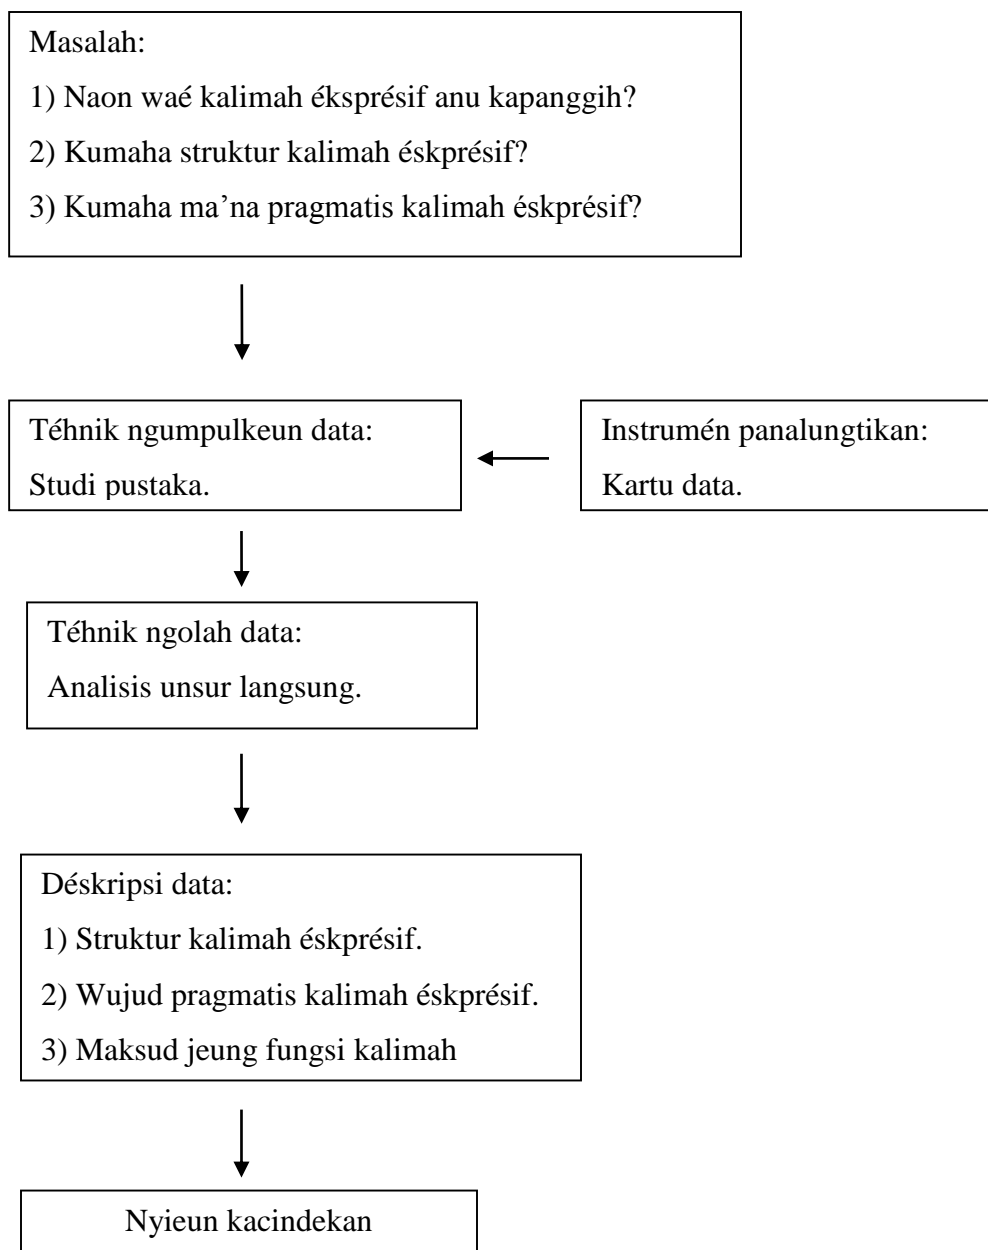 Masalah:
1) Naon waé kalimah éksprésif anu kapanggih?
2) Kumaha struktur kalimah éskprésif?
3) Kumaha ma’na pragmatis kalimah éskprésif?
Téhnik ngumpulkeun data:
Studi pustaka.
Instrumén panalungtikan:
Kartu data.
Téhnik ngolah data:
Analisis unsur langsung.
Déskripsi data:
1) Struktur kalimah éskprésif.
2) Wujud pragmatis kalimah éskprésif.
3) Maksud jeung fungsi kalimah
Nyieun kacindekan